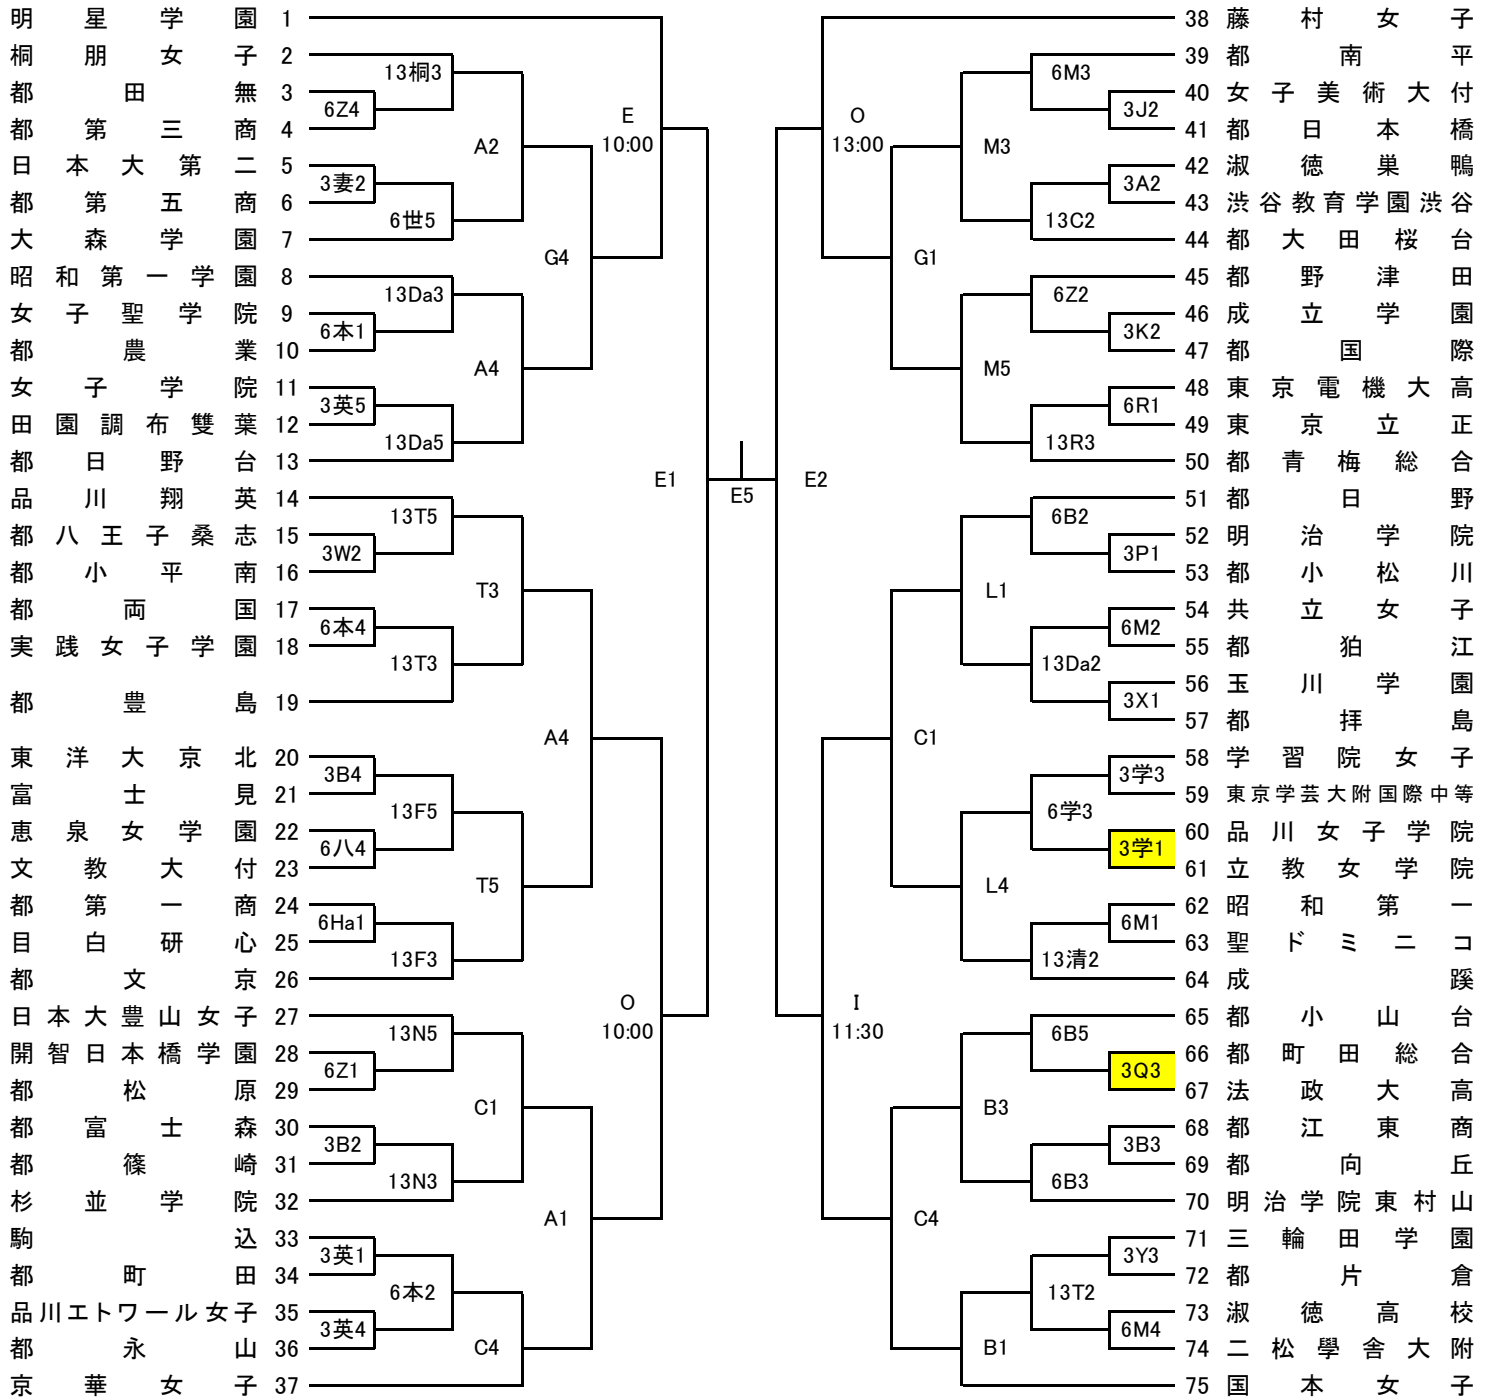 明星学園 1
桐朋女子 2
都田無 3
都第三商 4
日本大第二 5
都第五商 6
大森学園 7
昭和第一学園 8
女子聖学院 9
都農業 10
女子学院 11
田園調布雙葉 12
都日野台 13
品川翔英 14
都八王子桑志 15
都小平南 16
都両国 17
実践女子学園 18
都豊島 19
東洋大京北 20
富士見 21
恵泉女学園 22
文教大付 23
都第一商 24
目白研心 25
都文京 26
日本大豊山女子 27
開智日本橋学園 28
都松原 29
都富士森 30
都篠崎 31
杉並学院 32
駒込 33
都町田 34
品川エトワール女子 35
都永山 36
京華女子 37
6Z4
3妻2
6本1
3英5
3W2
6本4
3B4
6八4
6Ha1
6Z1
3B2
3英1
3英4
13桐3
6世5
13Da3
13Da5
13T5
13T3
13F5
13F3
13N5
13N3
6本2
A2
A4
T3
T5
C1
C4
G4
A4
A1
E
10:00
O
10:00
E1
E5
E2
O
13:00
I
11:30
G1
C1
C4
M3
M5
L1
L4
B3
B1
6M3
13C2
6Z2
13R3
6B2
13Da2
6学3
13清2
6B5
6B3
13T2
3J2
3A2
3K2
6R1
3P1
6M2
3X1
3学3
3学1
6M1
3Q3
3B3
3Y3
6M4
38 藤村女子
39 都南平
40 女子美術大付
41 都日本橋
42 淑徳巣鴨
43 渋谷教育学園渋谷
44 都大田桜台
45 都野津田
46 成立学園
47 都国際
48 東京電機大高
49 東京立正
50 都青梅総合
51 都日野
52 明治学院
53 都小松川
54 共立女子
55 都狛江
56 玉川学園
57 都拝島
58 学習院女子
59 東京学芸大附国際中等
60 品川女子学院
61 立教女学院
62 昭和第一
63 聖ドミニコ
64 成蹊
65 都小山台
66 都町田総合
67 法政大高
68 都江東商
69 都向丘
70 明治学院東村山
71 三輪田学園
72 都片倉
73 淑徳高校
74 二松學舎大附
75 国本女子